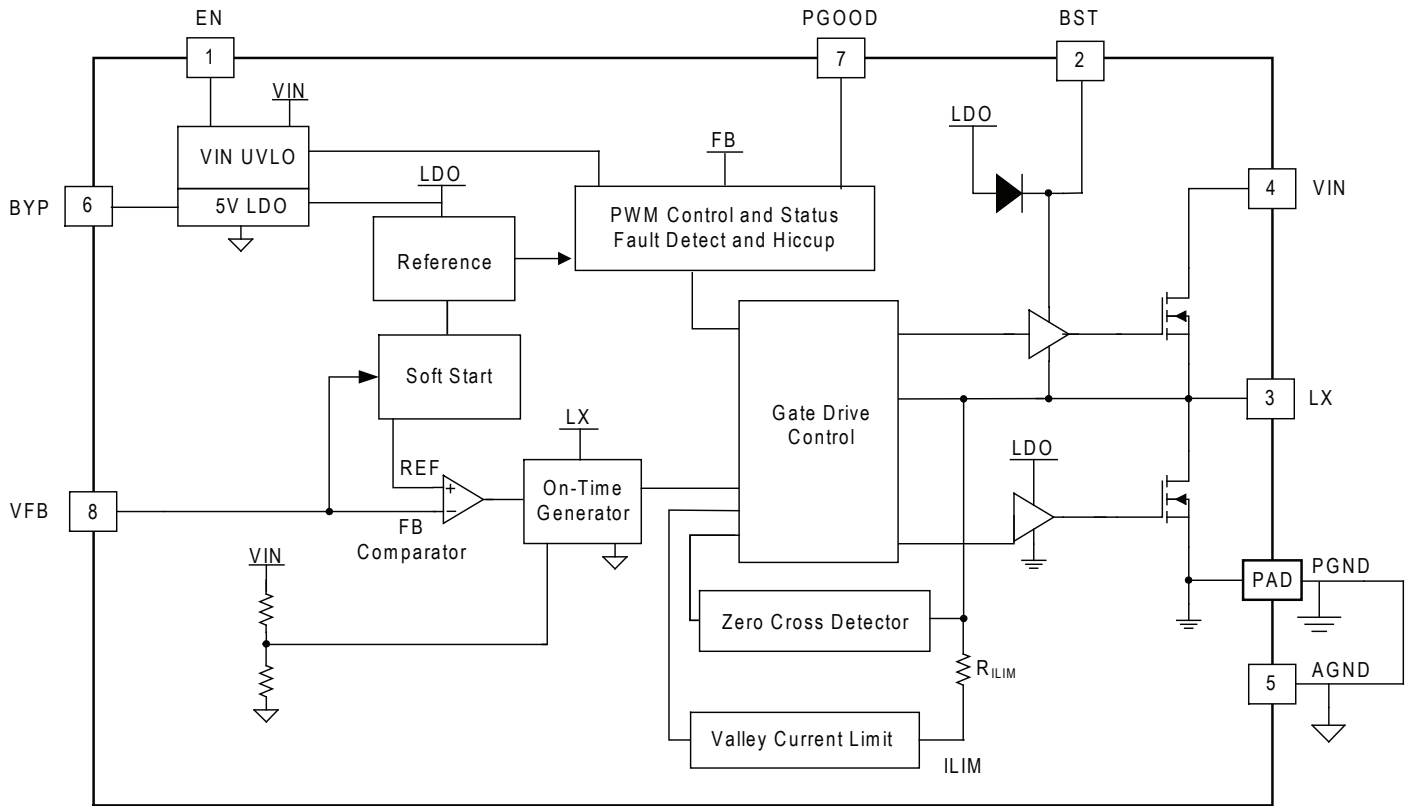 EN
PGOOD
BST
1
7
2
VIN
LDO
VIN UVLO
FB
LDO
4
VIN
BYP
6
5V LDO
PWM Control and Status
Fault Detect and Hiccup
Reference
Soft Start
Gate Drive
Control
3
LX
LX
REF
+
−
On-Time
Generator
LDO
VFB
8
FB
Comparator
VIN
PAD
PGND
Zero Cross Detector
RILIM
5
AGND
Valley Current Limit
ILIM